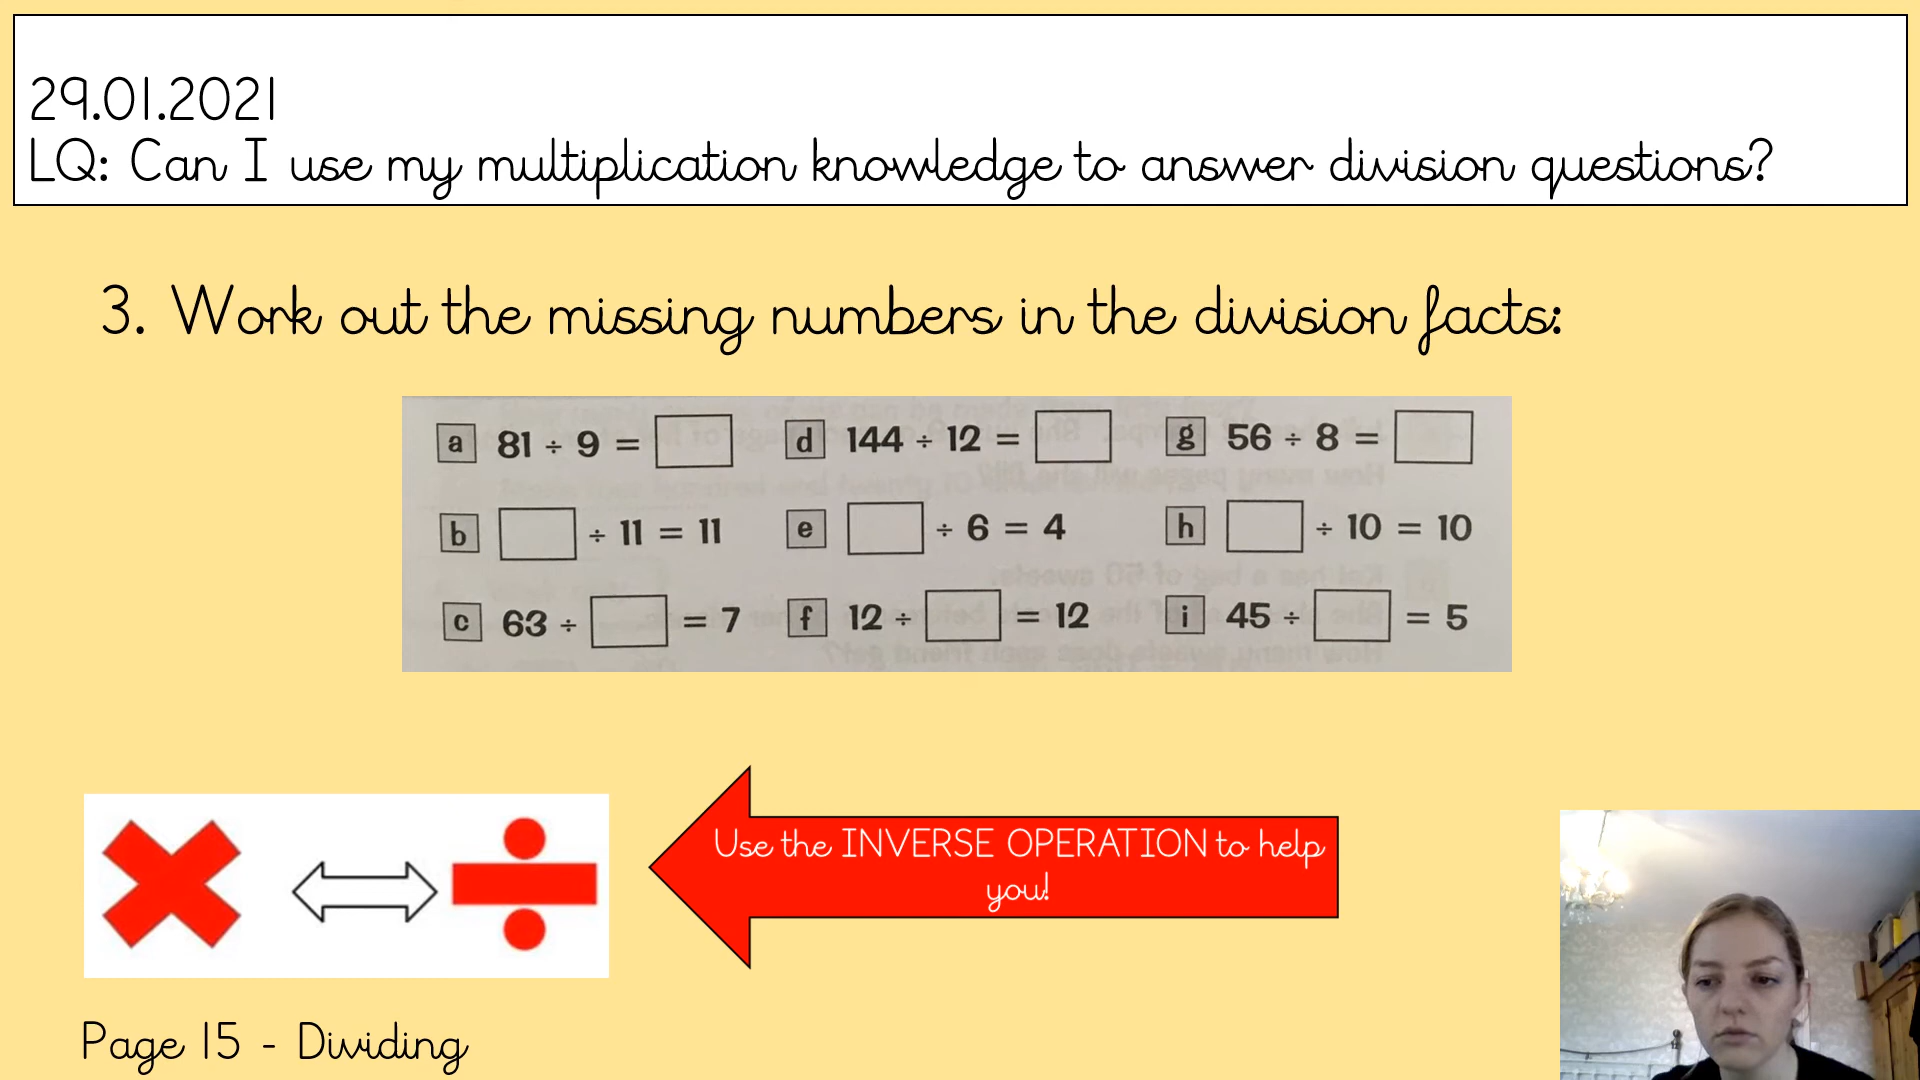 29.01.2021
LQ: Can I use my multiplication knowledge to answer division questions?
3. Work out the missing numbers in the division facts:
a 81 ÷ 9 =
d 144 ÷ 12 =
g 56 ÷ 8 =
b ÷ 11 = 11
e ÷ 6 = 4
h ÷ 10 = 10
c 63 ÷ = 7
f 12 ÷ = 12
i 45 ÷ = 5
Use the INVERSE OPERATION to help
you!
Page 15 - Dividing